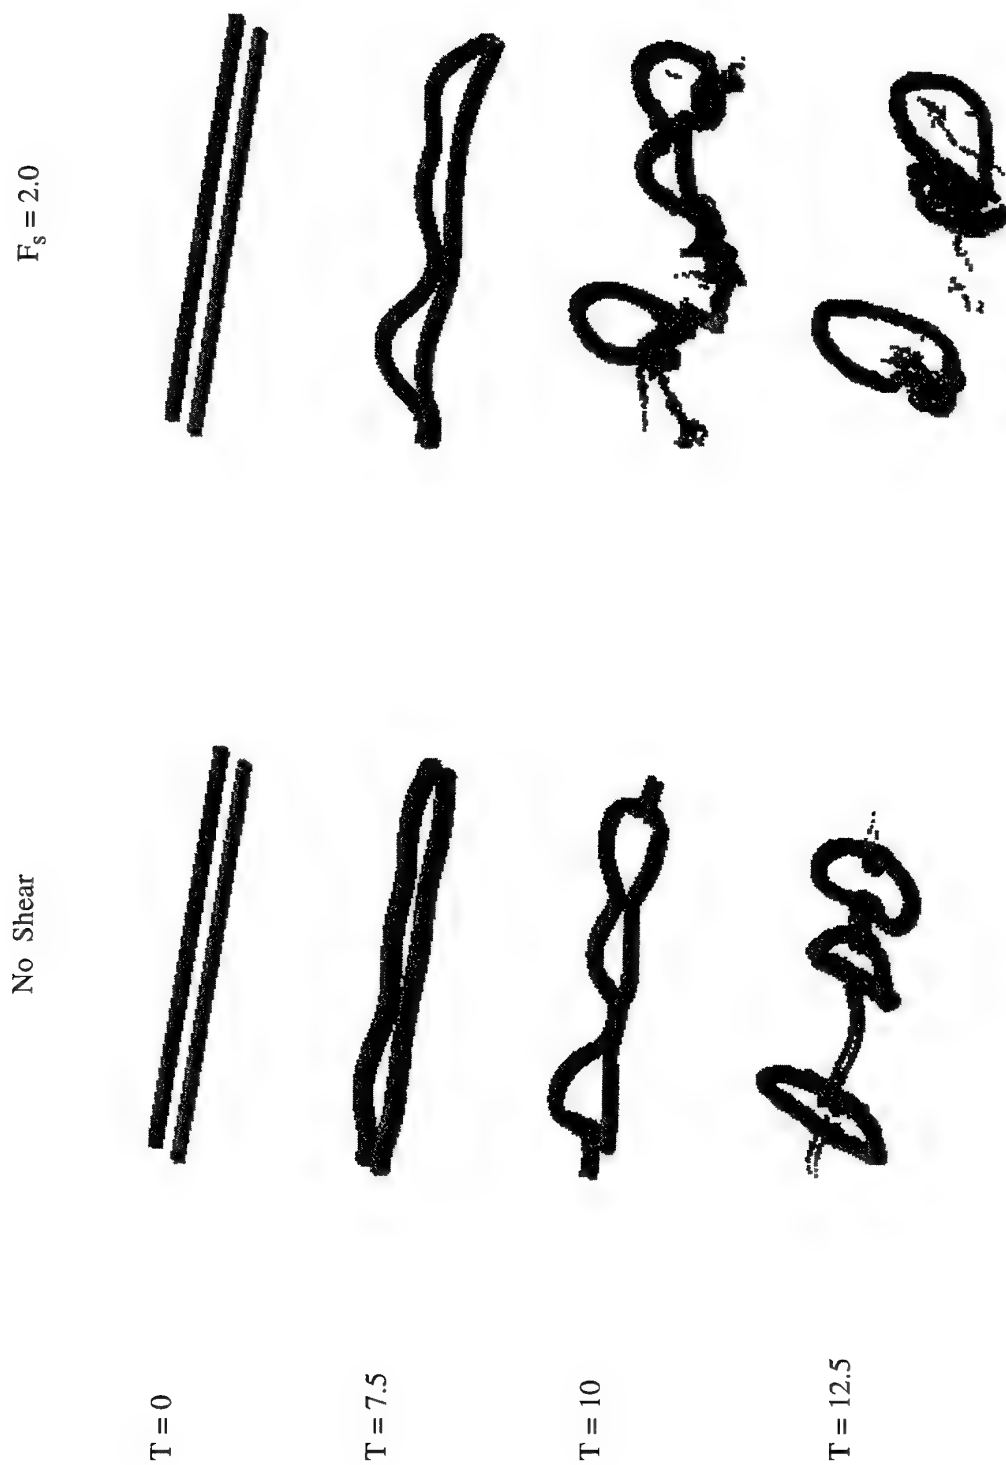 No Shear
F_s = 2.0
T = 0
T = 7.5
T = 10
T = 12.5